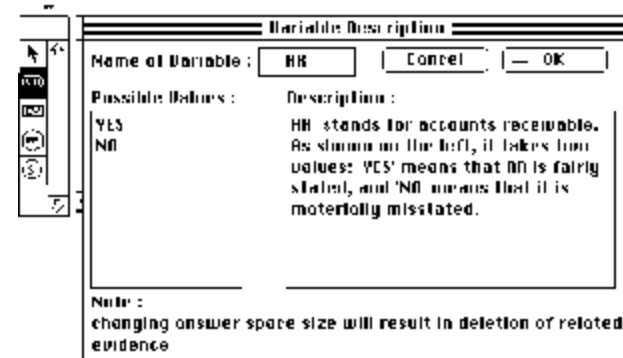 Variable Description
Name of Variable : AR Cancel OK
Possible Values : Description :
YES
NO
AR stands for accounts receivable.
As shown on the left, it takes two
values: 'YES' means that AR is fairly
stated, and 'NO' means that it is
materially misstated.
Note :
changing answer space size will result in deletion of related
evidence